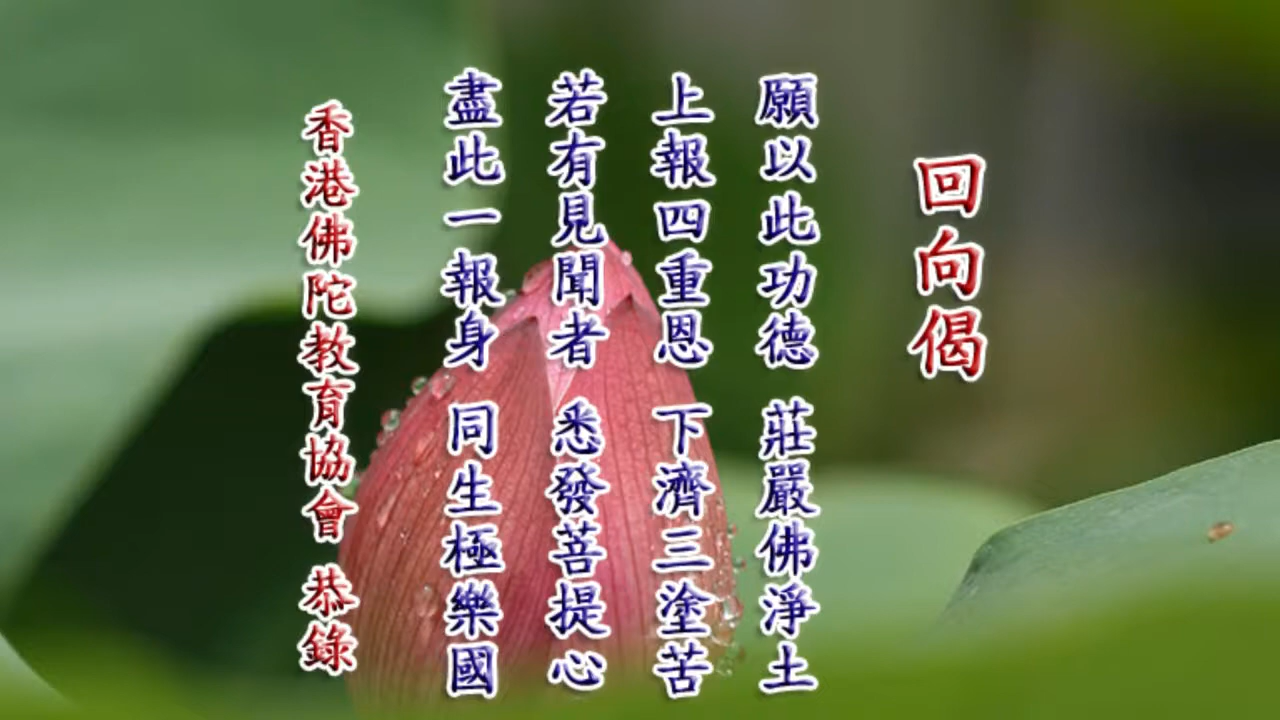 回向偈
願以此功德 莊嚴佛淨土
上報四重恩 下濟三塗苦
若有見聞者 悉發菩提心
盡此一報身 同生極樂國
香港佛陀教育協會 恭錄